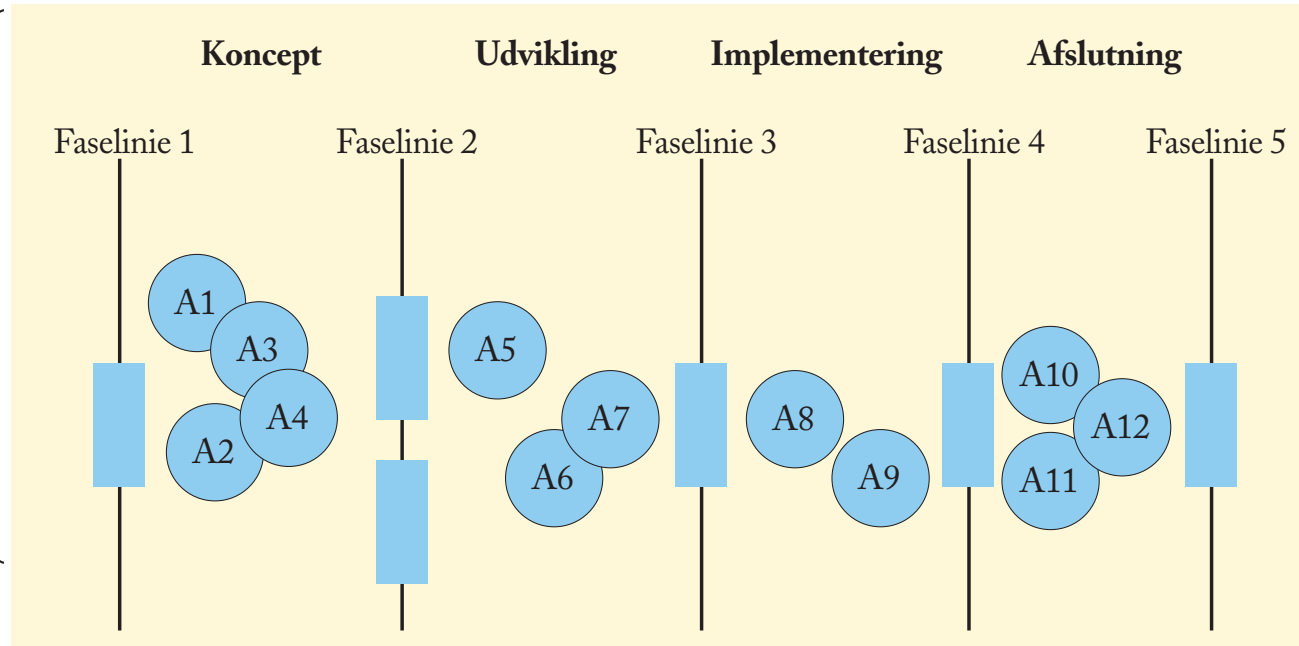 Koncept Udvikling Implementering Afslutning
Faselinie 1 Faselinie 2 Faselinie 3 Faselinie 4 Faselinie 5
A1
A3
A4
A2
A5
A7
A6
A8
A9
A10
A12
A11